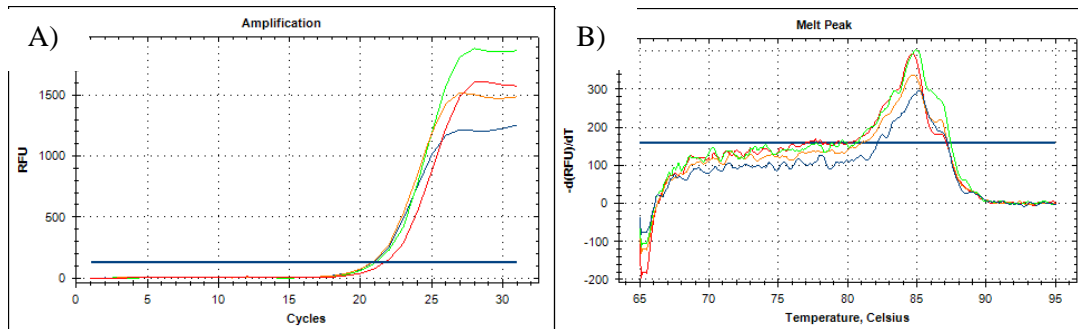 A)
Amplification
RFU
1500
1000
500
0
0 5 10 15 20 25 30
Cycles
B)
Melt Peak
-d(RFU)/dT
300
200
100
0
-100
-200
65 70 75 80 85 90 95
Temperature, Celsius